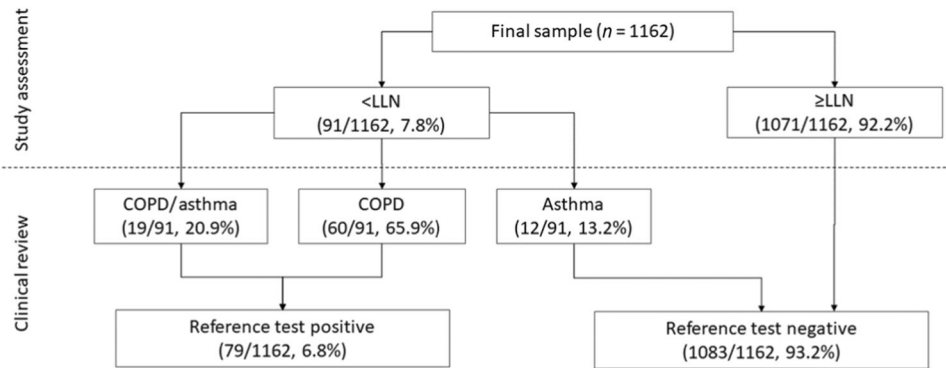 Study assessment
Final sample (n = 1162)
<LLN
(91/1162, 7.8%)
≥LLN
(1071/1162, 92.2%)
Clinical review
COPD/asthma
(19/91, 20.9%)
COPD
(60/91, 65.9%)
Asthma
(12/91, 13.2%)
Reference test positive
(79/1162, 6.8%)
Reference test negative
(1083/1162, 93.2%)